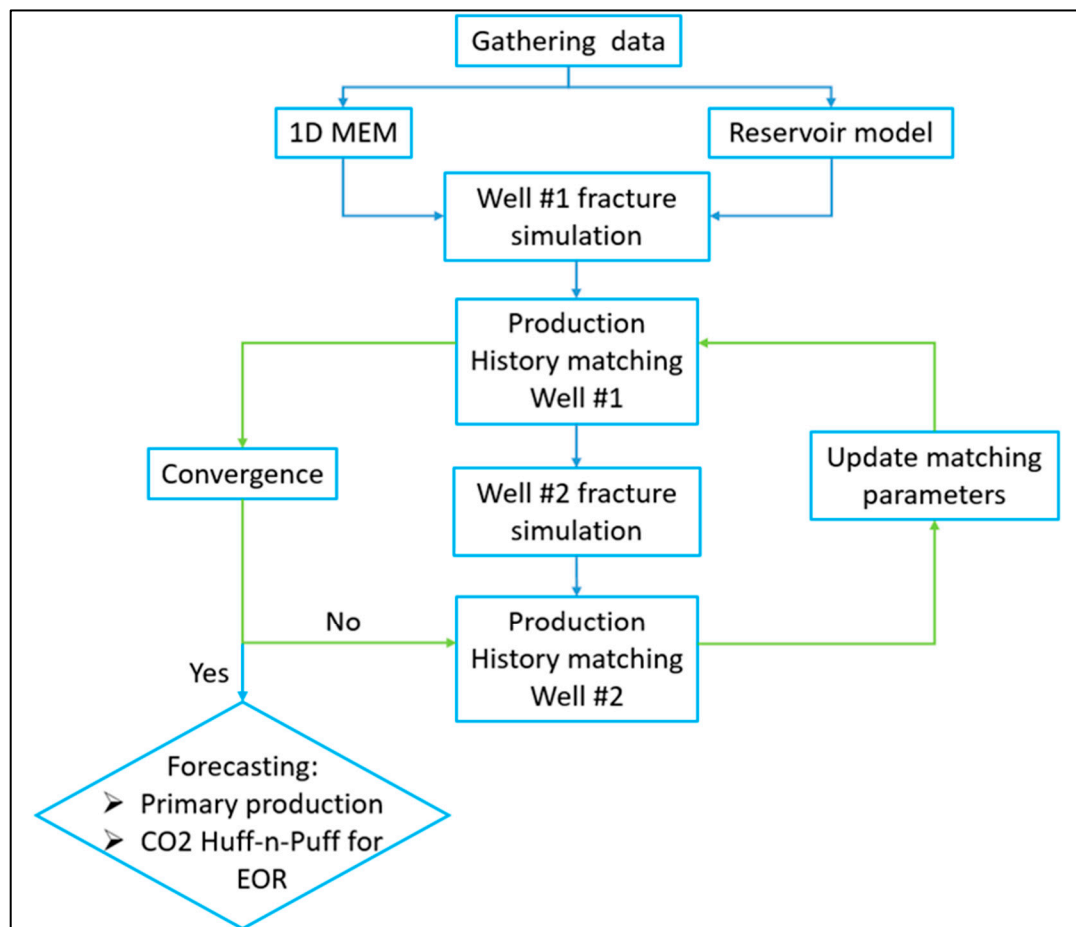 Gathering data
1D MEM
Reservoir model
Well #1 fracture
simulation
Production
History matching
Well #1
Convergence
Update matching
parameters
Well #2 fracture
simulation
No
Production
History matching
Well #2
Yes
Forecasting:
➢ Primary production
➢ CO2 Huff-n-Puff for
EOR